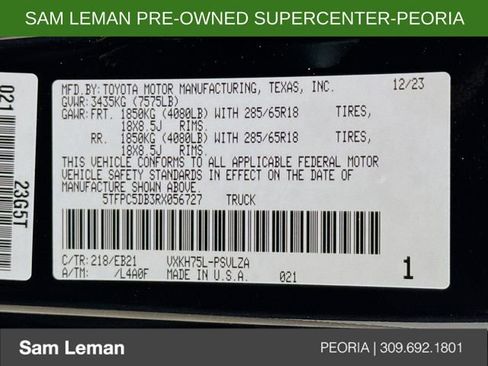 SAM LEMAN PRE-OWNED SUPERCENTER-PEORIA
MFD.BY: TOYOTA MOTOR MANUFACTURING, TEXAS, INC. 12/23
GVWR: 3435KG (7575LB)
GAWR: FRT. 1850KG (4080LB) WITH 285/65R18 TIRES,
18X8.5J RIMS.
RR. 1850KG (4080LB) WITH 285/65R18 TIRES,
18X8.5J RIMS.
THIS VEHICLE CONFORMS TO ALL APPLICABLE FEDERAL MOTOR
VEHICLE SAFETY STANDARDS IN EFFECT ON THE DATE OF
MANUFACTURE SHOWN ABOVE.
5TFPC5DB3RX056727 TRUCK
C/TR: 218/EB21 VXKH75L-PSVLZA
A/TM: /L4A0F MADE IN U.S.A. 021
1
021
23G5T
Sam Leman
PEORIA | 309.692.1801